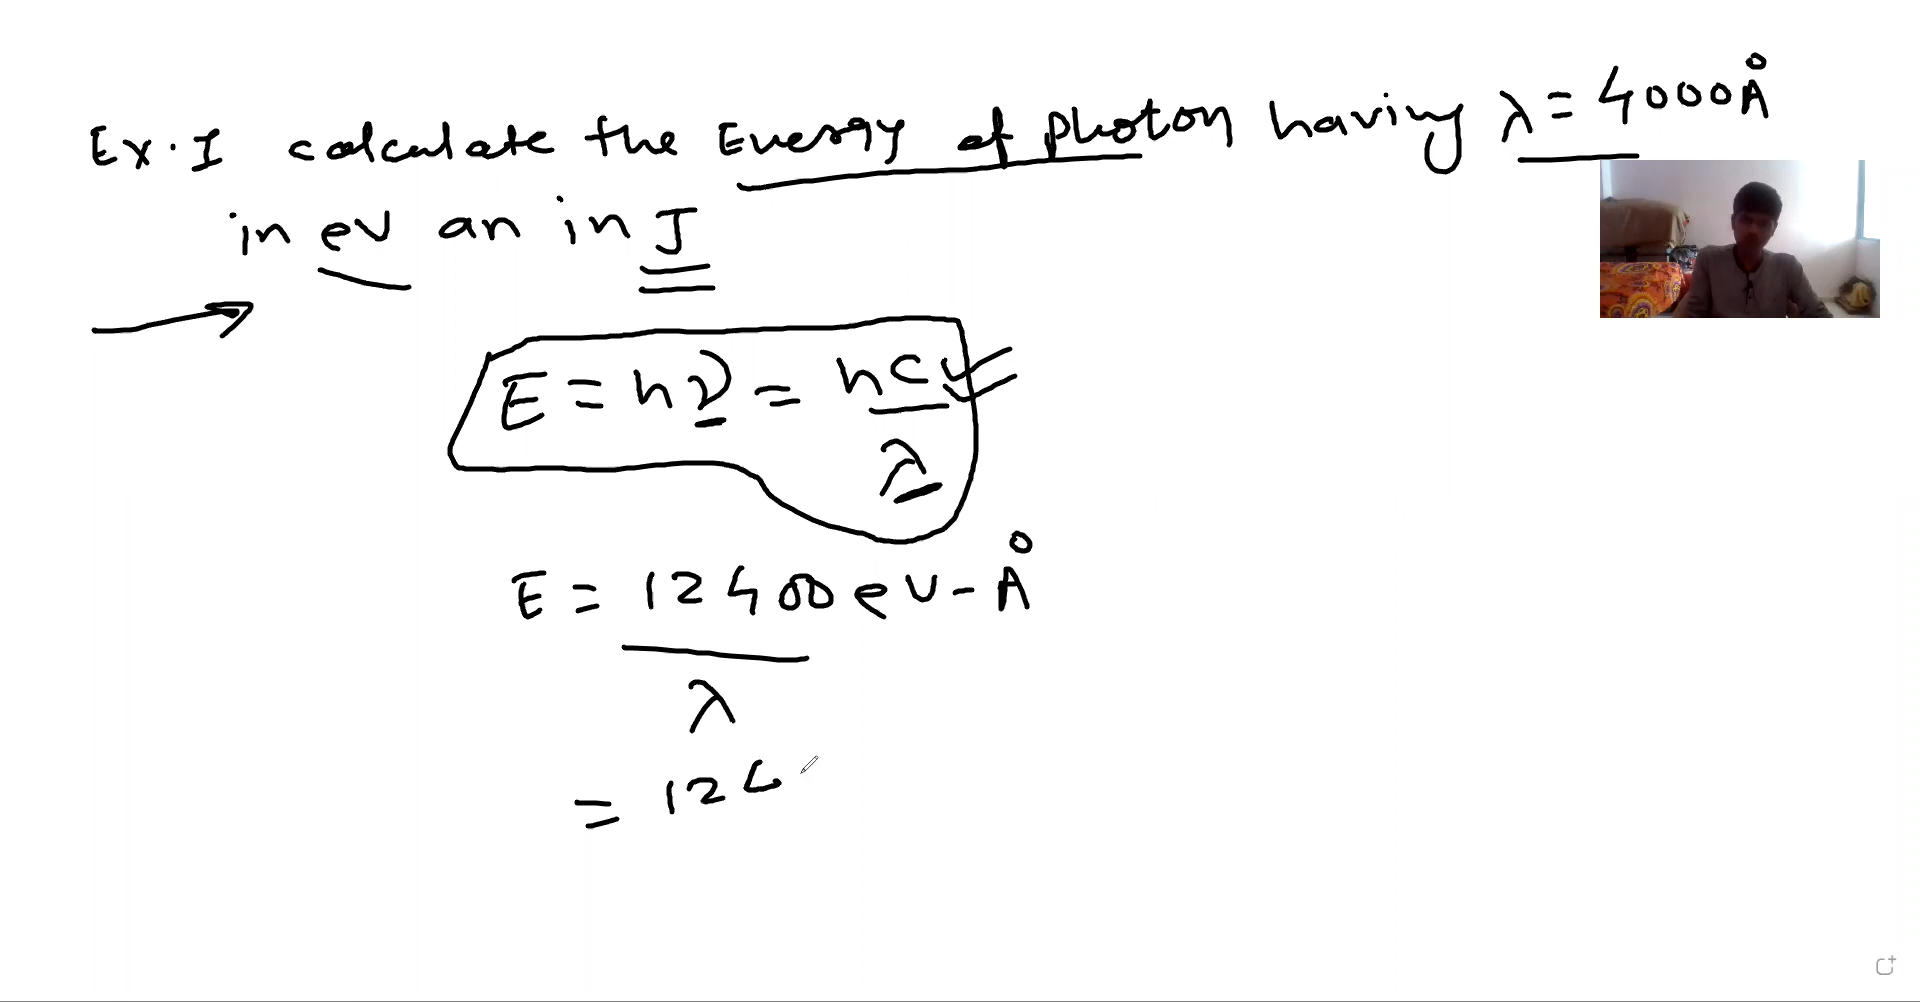 Ex. I calculate the Energy of photon having λ = 4000Å
in eV an in J
E = hν = hc
λ
E = 12400 eV - Å
λ
= 124